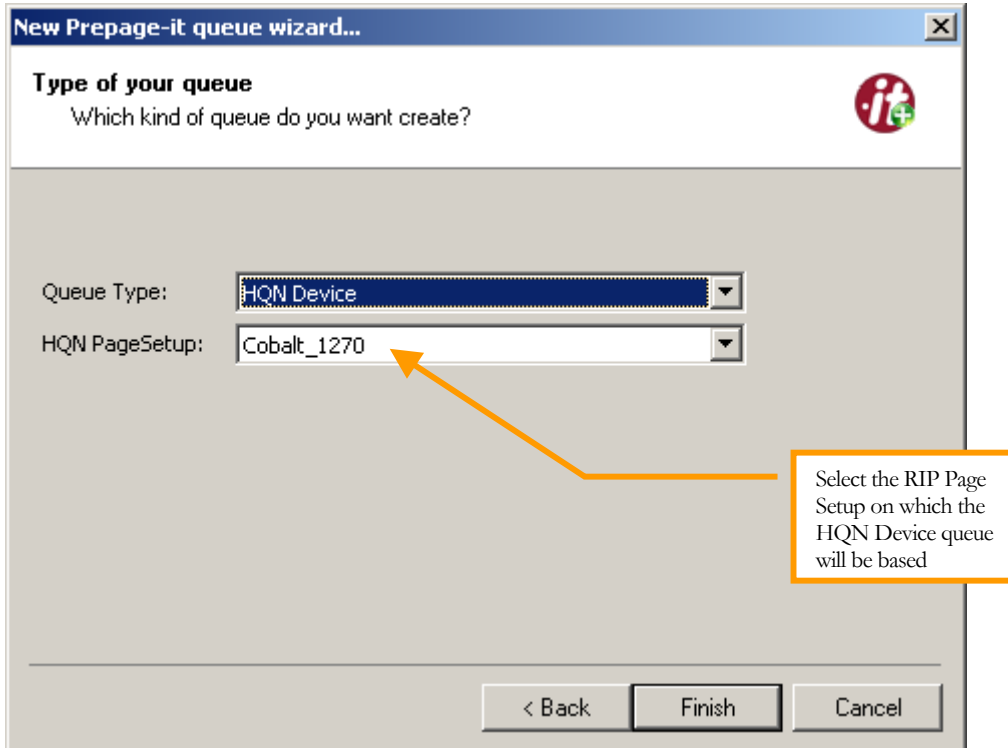 New Prepage-it queue wizard...
Type of your queue
Which kind of queue do you want create?
·it
Queue Type:
HQN Device
HQN PageSetup:
Cobalt_1270
Select the RIP Page
Setup on which the
HQN Device queue
will be based
< Back
Finish
Cancel